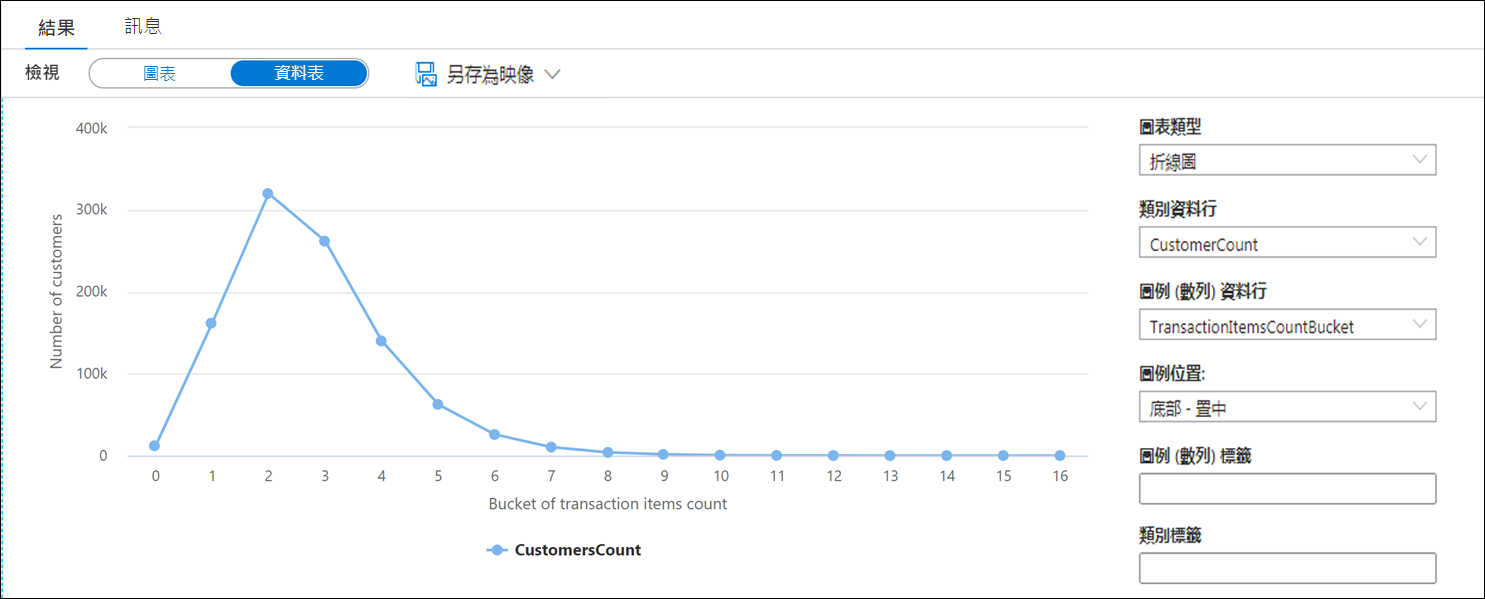 結果 訊息
檢視 圖表 資料表 另存為映像
400k
300k
200k
100k
0
Number of customers
0 1 2 3 4 5 6 7 8 9 10 11 12 13 14 15 16
Bucket of transaction items count
CustomersCount
圖表類型
折線圖
類別資料行
CustomerCount
圖例 (數列) 資料行
TransactionItemsCountBucket
圖例位置:
底部 - 置中
圖例 (數列) 標籤
類別標籤